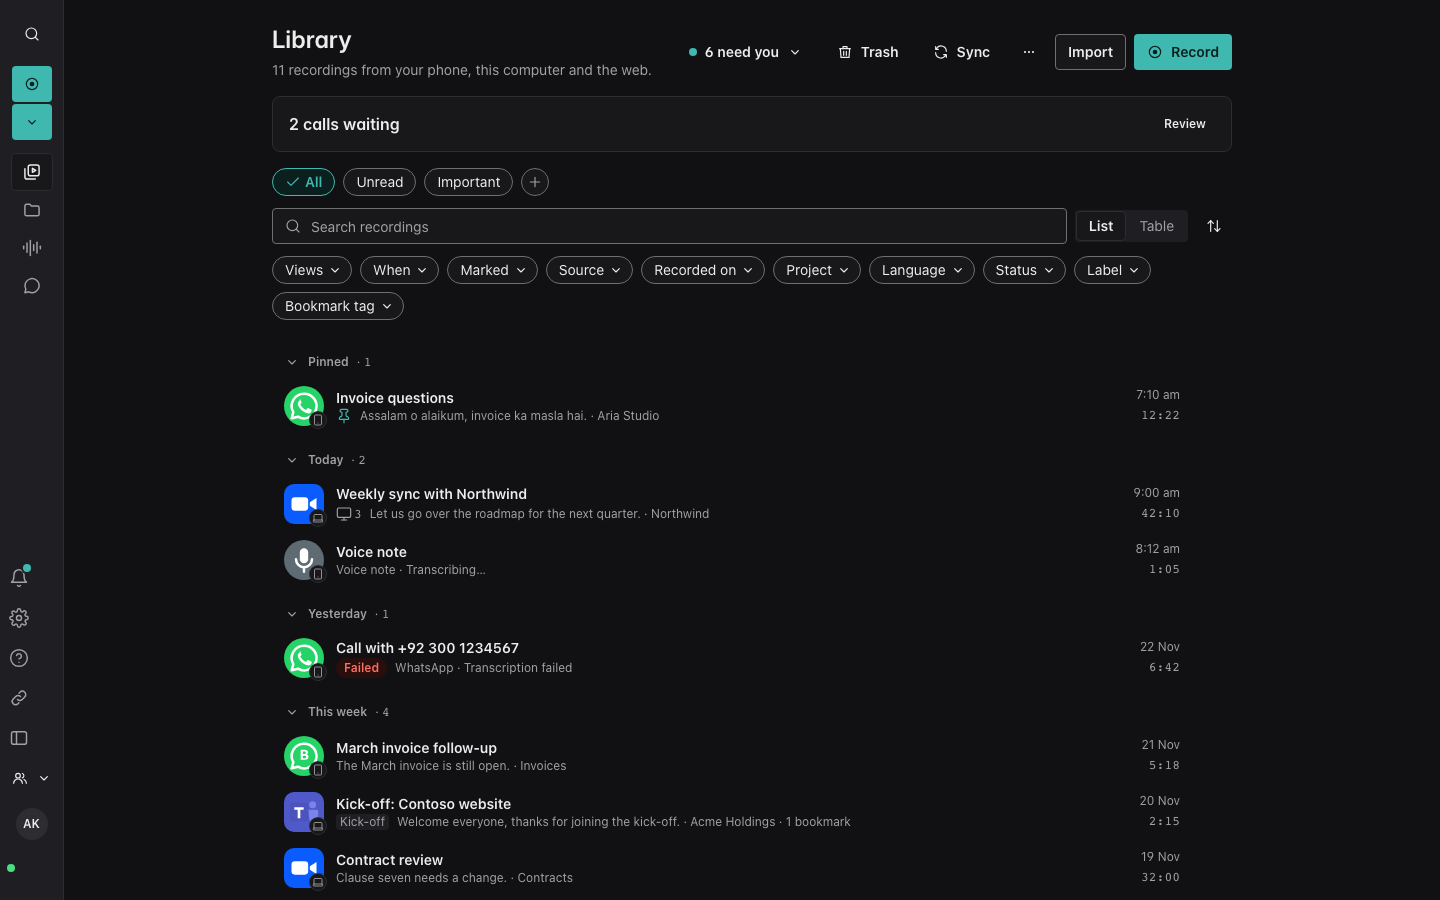 Library
11 recordings from your phone, this computer and the web.
6 need you
Trash
Sync
Import
Record
2 calls waiting
Review
All
Unread
Important
Search recordings
List
Table
Views
When
Marked
Source
Recorded on
Project
Language
Status
Label
Bookmark tag
Pinned · 1
Invoice questions
7:10 am
Assalam o alaikum, invoice ka masla hai. · Aria Studio
12:22
Today · 2
Weekly sync with Northwind
9:00 am
3 Let us go over the roadmap for the next quarter. · Northwind
42:10
Voice note
8:12 am
Voice note · Transcribing...
1:05
Yesterday · 1
Call with +92 300 1234567
22 Nov
Failed WhatsApp · Transcription failed
6:42
This week · 4
B
March invoice follow-up
21 Nov
The March invoice is still open. · Invoices
5:18
T
Kick-off: Contoso website
20 Nov
Kick-off Welcome everyone, thanks for joining the kick-off. · Acme Holdings · 1 bookmark
2:15
Contract review
19 Nov
Clause seven needs a change. · Contracts
32:00
AK